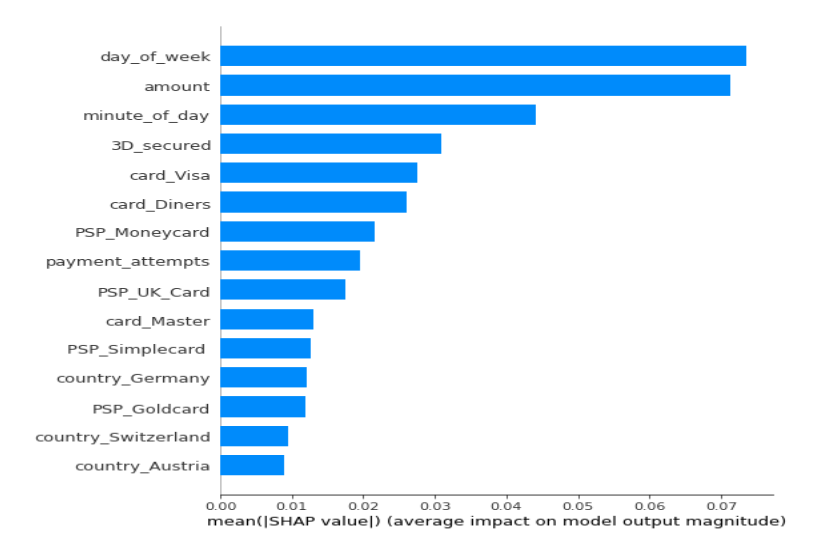 day_of_week
amount
minute_of_day
3D_secured
card_Visa
card_Diners
PSP_Moneycard
payment_attempts
PSP_UK_Card
card_Master
PSP_Simplecard
country_Germany
PSP_Goldcard
country_Switzerland
country_Austria
0.00 0.01 0.02 0.03 0.04 0.05 0.06 0.07
mean(|SHAP value|) (average impact on model output magnitude)